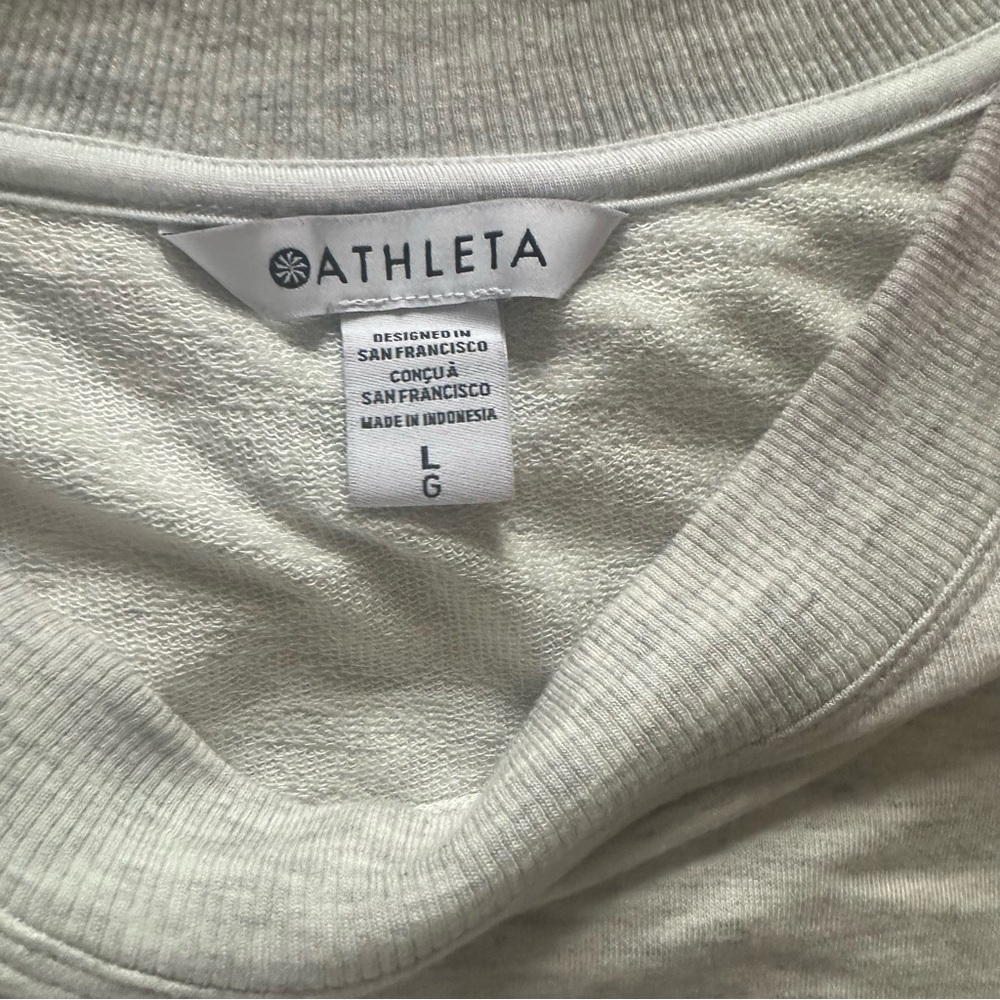 ATHLETA
DESIGNED IN
SAN FRANCISCO
CONÇU À
SAN FRANCISCO
MADE IN INDONESIA
L
G